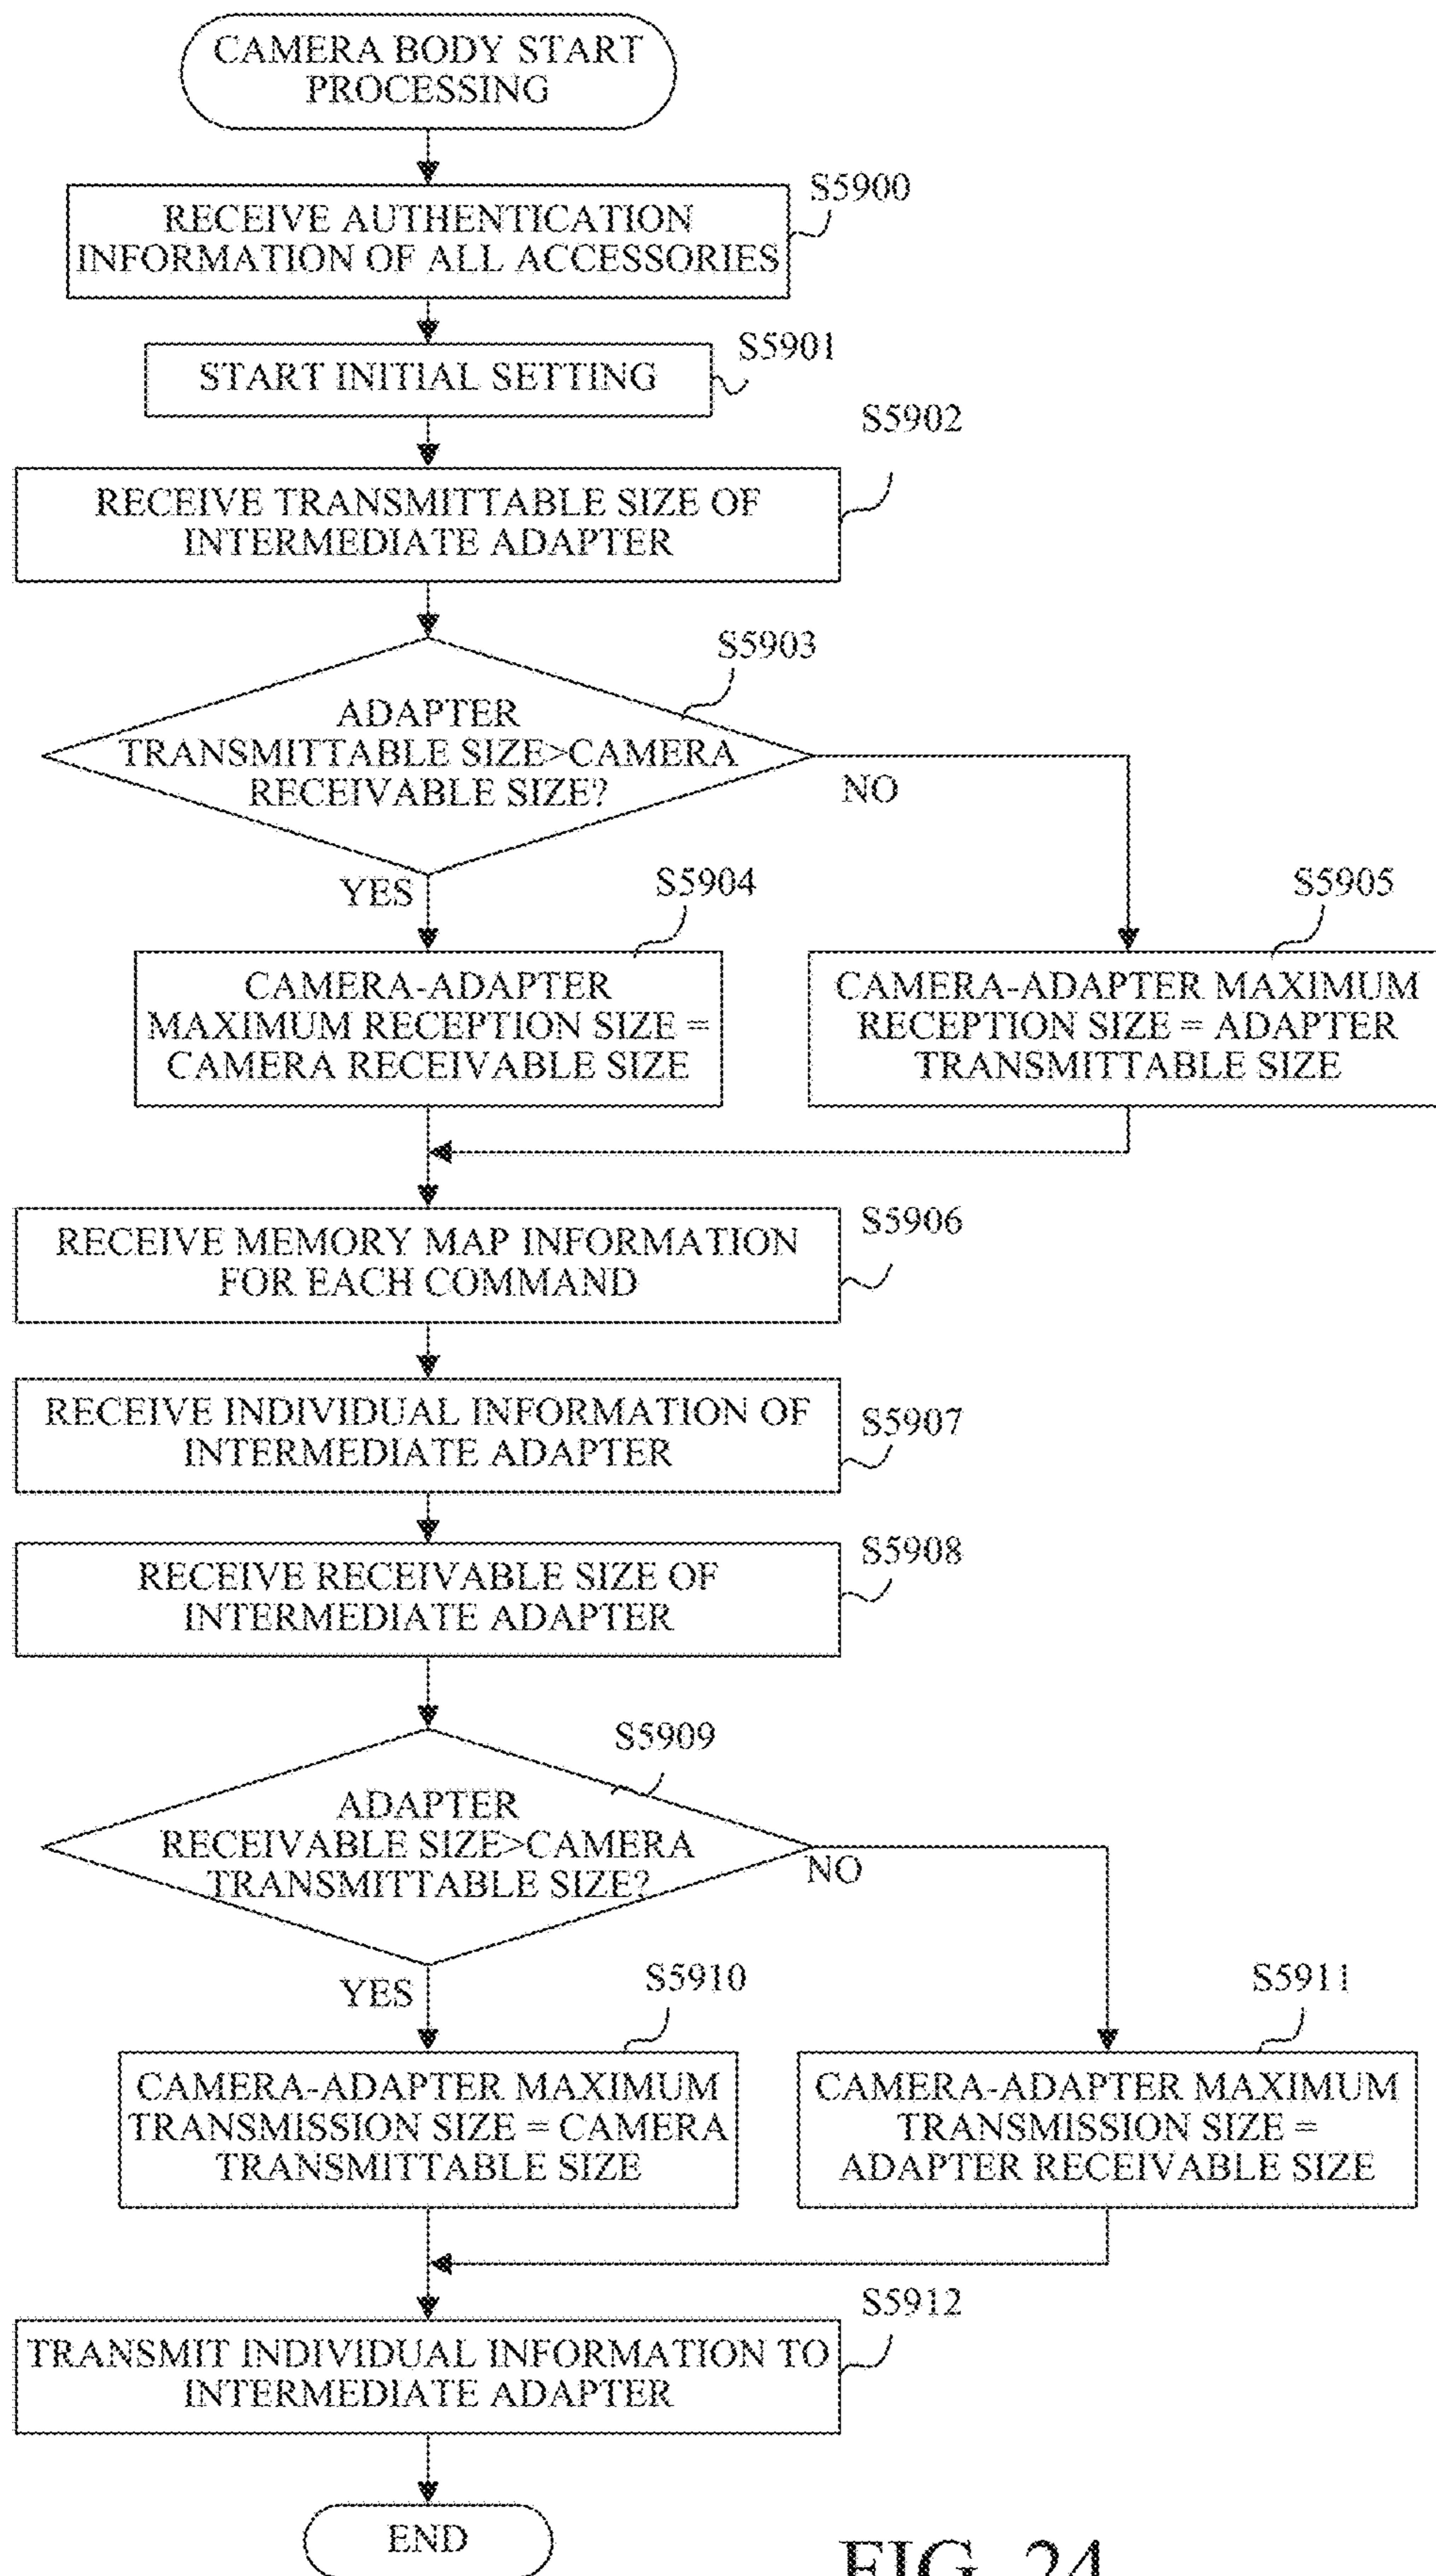 CAMERA BODY START
PROCESSING
S5900
RECEIVE AUTHENTICATION
INFORMATION OF ALL ACCESSORIES
S5901
START INITIAL SETTING
S5902
RECEIVE TRANSMITTABLE SIZE OF
INTERMEDIATE ADAPTER
S5903
ADAPTER
TRANSMITTABLE SIZE>CAMERA
RECEIVABLE SIZE?
NO
YES
S5904
CAMERA-ADAPTER
MAXIMUM RECEPTION SIZE =
CAMERA RECEIVABLE SIZE
S5905
CAMERA-ADAPTER MAXIMUM
RECEPTION SIZE = ADAPTER
TRANSMITTABLE SIZE
S5906
RECEIVE MEMORY MAP INFORMATION
FOR EACH COMMAND
S5907
RECEIVE INDIVIDUAL INFORMATION OF
INTERMEDIATE ADAPTER
S5908
RECEIVE RECEIVABLE SIZE OF
INTERMEDIATE ADAPTER
S5909
ADAPTER
RECEIVABLE SIZE>CAMERA
TRANSMITTABLE SIZE?
NO
YES
S5910
CAMERA-ADAPTER MAXIMUM
TRANSMISSION SIZE = CAMERA
TRANSMITTABLE SIZE
S5911
CAMERA-ADAPTER MAXIMUM
TRANSMISSION SIZE =
ADAPTER RECEIVABLE SIZE
S5912
TRANSMIT INDIVIDUAL INFORMATION TO
INTERMEDIATE ADAPTER
END
FIG. 24